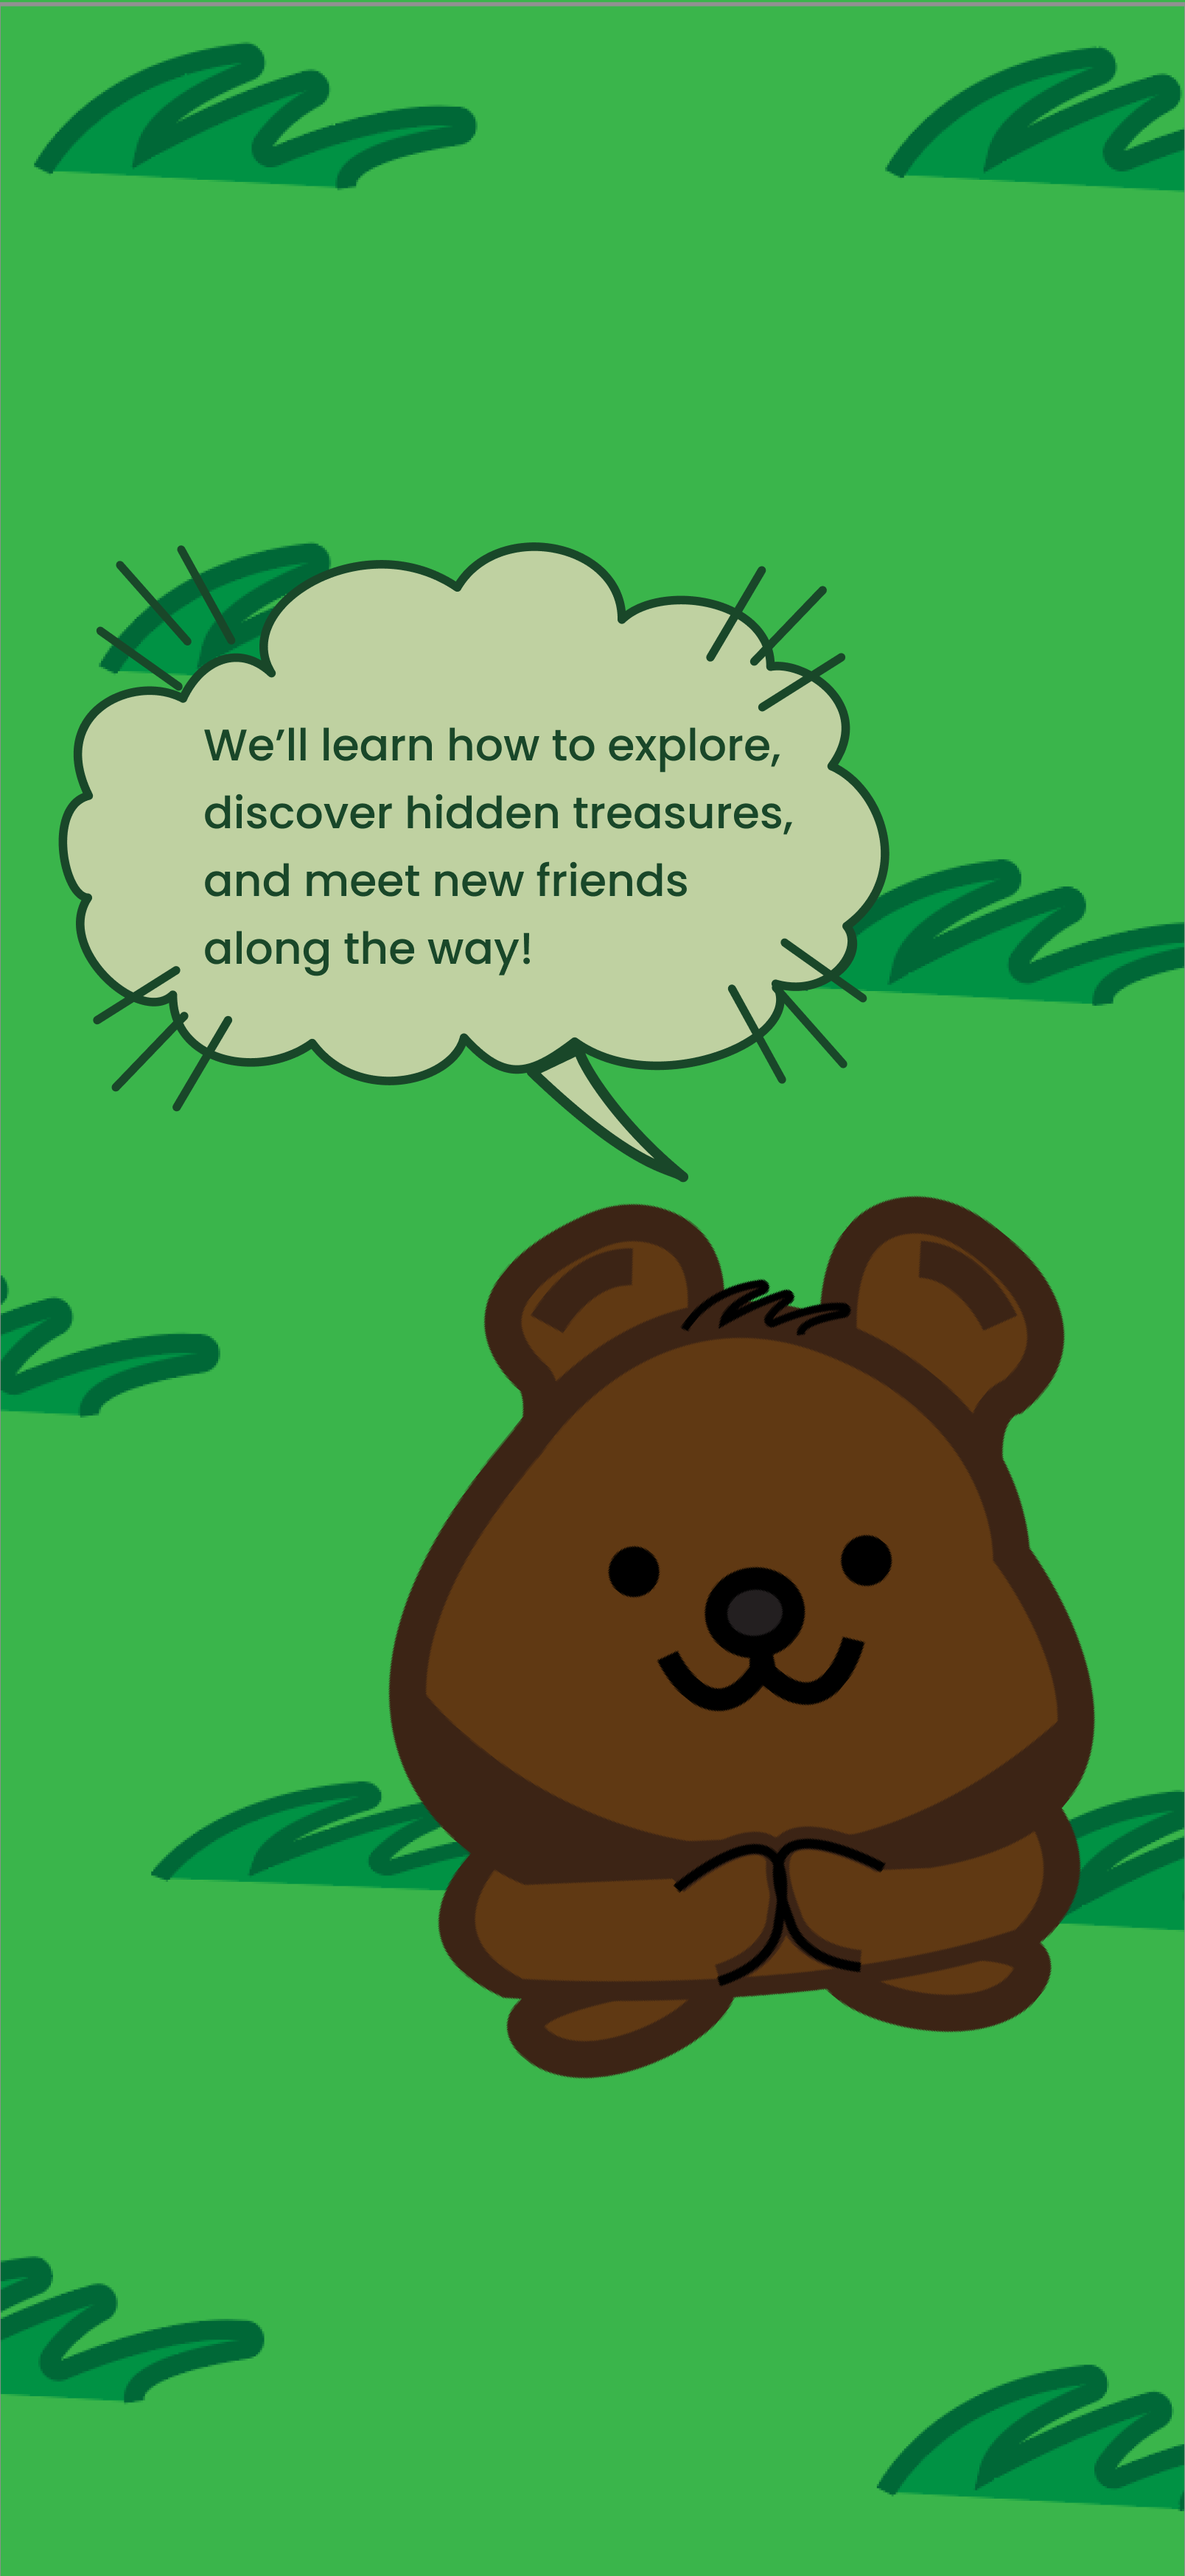 We’ll learn how to explore,
discover hidden treasures,
and meet new friends
along the way!